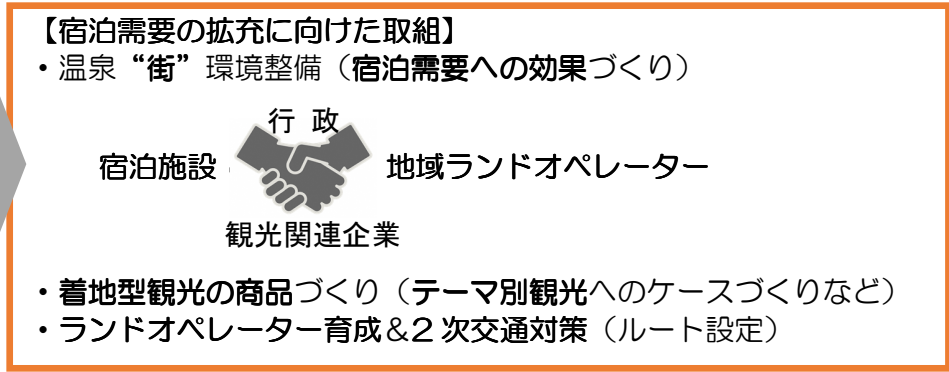 【宿泊需要の拡充に向けた取組】
・温泉“街”環境整備（宿泊需要への効果づくり）
行 政
宿泊施設 地域ランドオペレーター
観光関連企業
・着地型観光の商品づくり（テーマ別観光へのケースづくりなど）
・ランドオペレーター育成&2次交通対策（ルート設定）